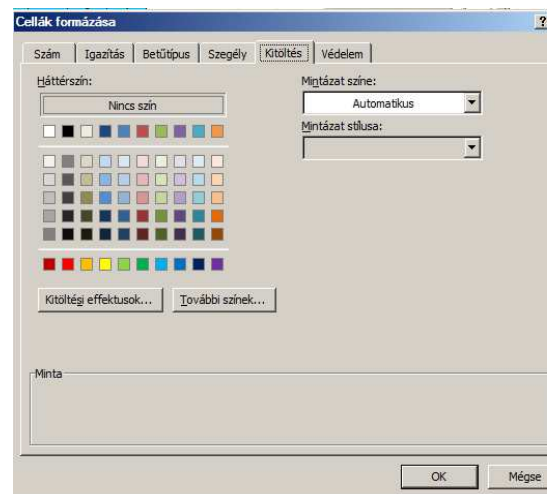 Cellák formázása ?
Szám Igazítás Betűtípus Szegély Kitöltés Védelem
Háttérszín:
Nincs szín
Mintázat színe:
Automatikus
Mintázat stílusa:
Kitöltési effektusok... További színek...
Minta
OK Mégse